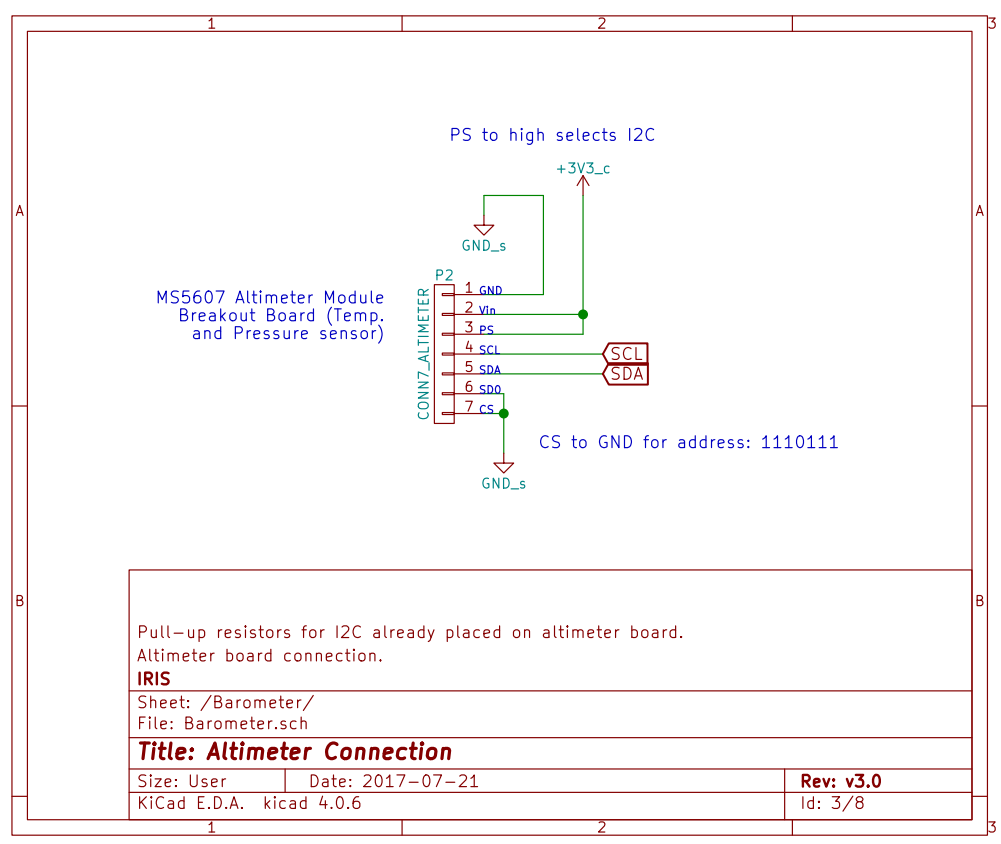 1 2 3
PS to high selects I2C
+3V3_c
A A
GND_s
P2
1 GND
MS5607 Altimeter Module
Breakout Board (Temp.
and Pressure sensor)
CONN7_ALTIMETER
2 Vin
3 PS
4 SCL
SCL
5 SDA
SDA
6 SDO
7 CS
CS to GND for address: 1110111
GND_s
B B
Pull-up resistors for I2C already placed on altimeter board.
Altimeter board connection.
IRIS
Sheet: /Barometer/
File: Barometer.sch
Title: Altimeter Connection
Size: User Date: 2017-07-21 Rev: v3.0
KiCad E.D.A. kicad 4.0.6 Id: 3/8
1 2 3